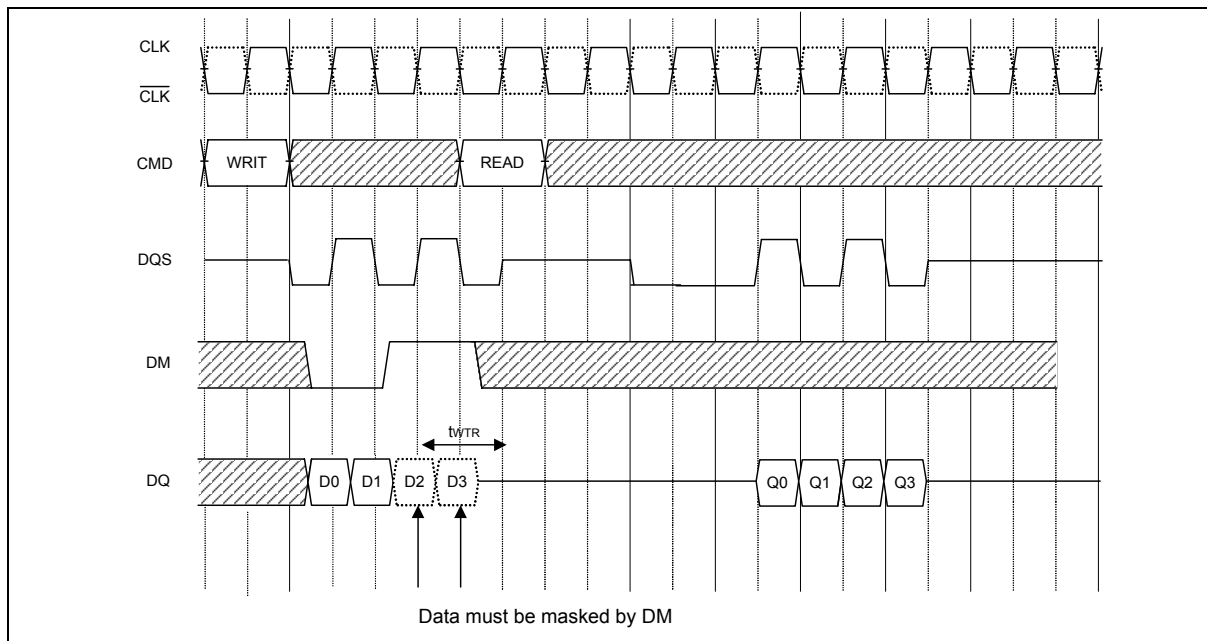 CLK
CLK
CMD WRIT READ
DQS
DM
tWTR
DQ D0 D1 D2 D3 Q0 Q1 Q2 Q3
Data must be masked by DM